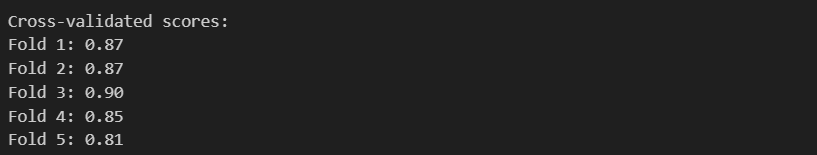 Cross-validated scores:
Fold 1: 0.87
Fold 2: 0.87
Fold 3: 0.90
Fold 4: 0.85
Fold 5: 0.81